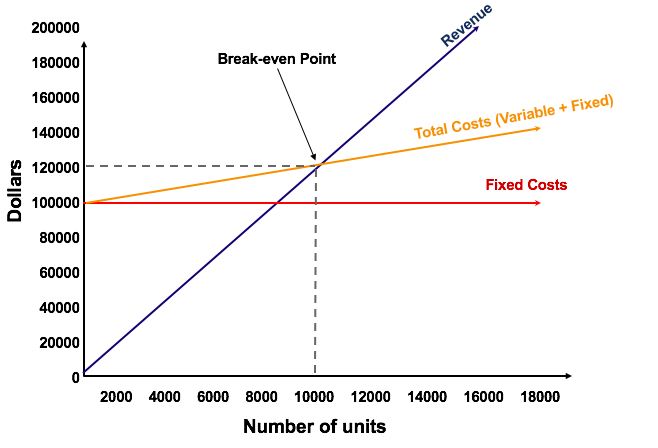 Revenue
200000
180000
Break-even Point
160000
140000
Total Costs (Variable + Fixed)
120000
Dollars
100000
Fixed Costs
80000
60000
40000
20000
0
2000 4000 6000 8000 10000 12000 14000 16000 18000
Number of units